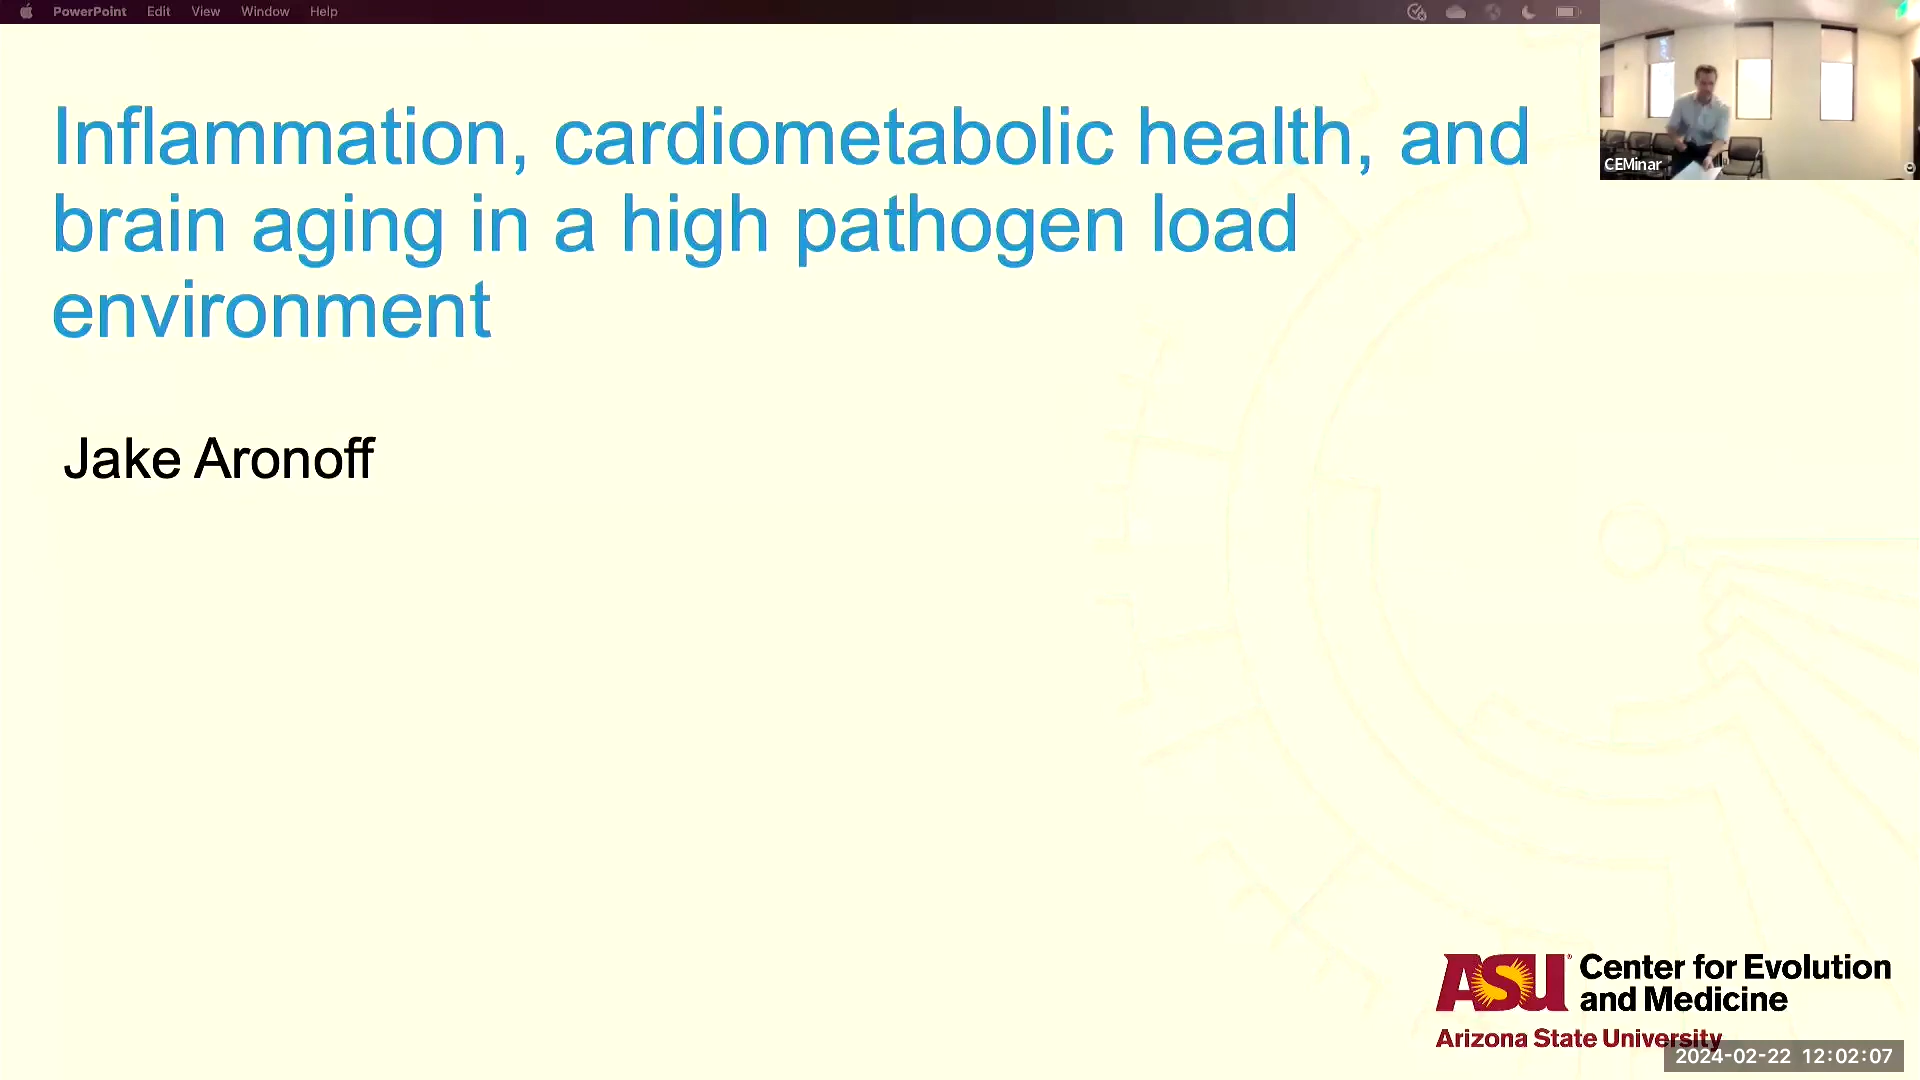 PowerPoint Edit View Window Help
Inflammation, cardiometabolic health, and
brain aging in a high pathogen load
environment
CEMinar
Jake Aronoff
ASU Center for Evolution
and Medicine
Arizona State University
2024-02-22 12:02:07